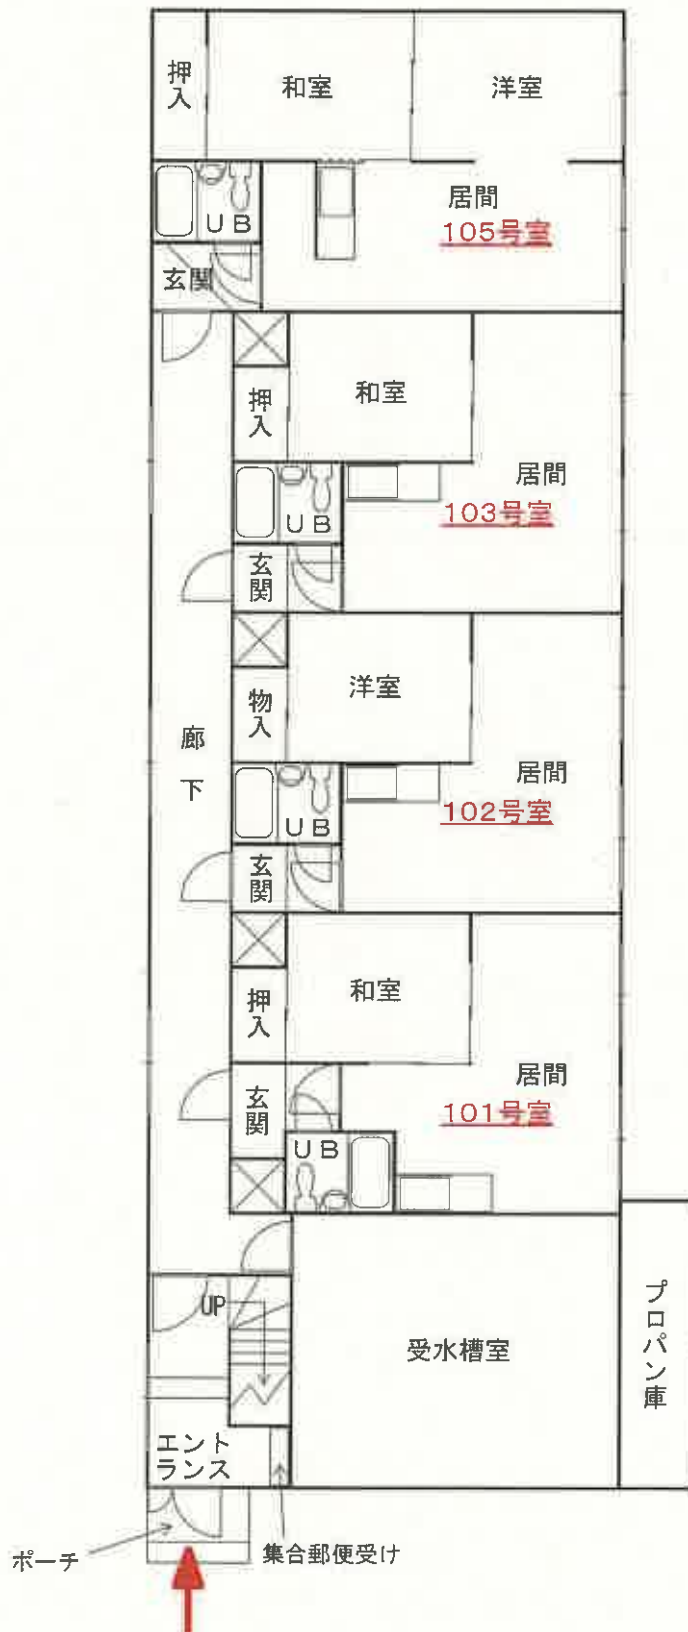 押入
和室
洋室
居間
105号室
UB
玄関
和室
押入
居間
103号室
UB
玄関
洋室
物入
廊下
居間
102号室
UB
玄関
和室
押入
居間
101号室
玄関
UB
UP
受水槽室
プロパン庫
エント
ランス
ポーチ
集合郵便受け